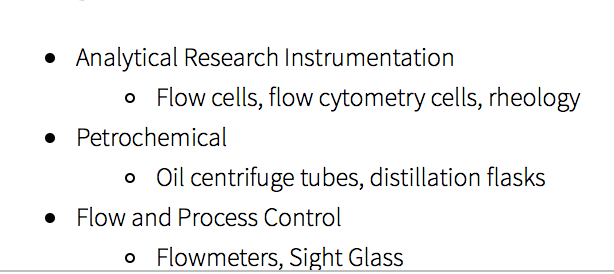 ● Analytical Research Instrumentation
○ Flow cells, flow cytometry cells, rheology
● Petrochemical
○ Oil centrifuge tubes, distillation flasks
● Flow and Process Control
○ Flowmeters, Sight Glass